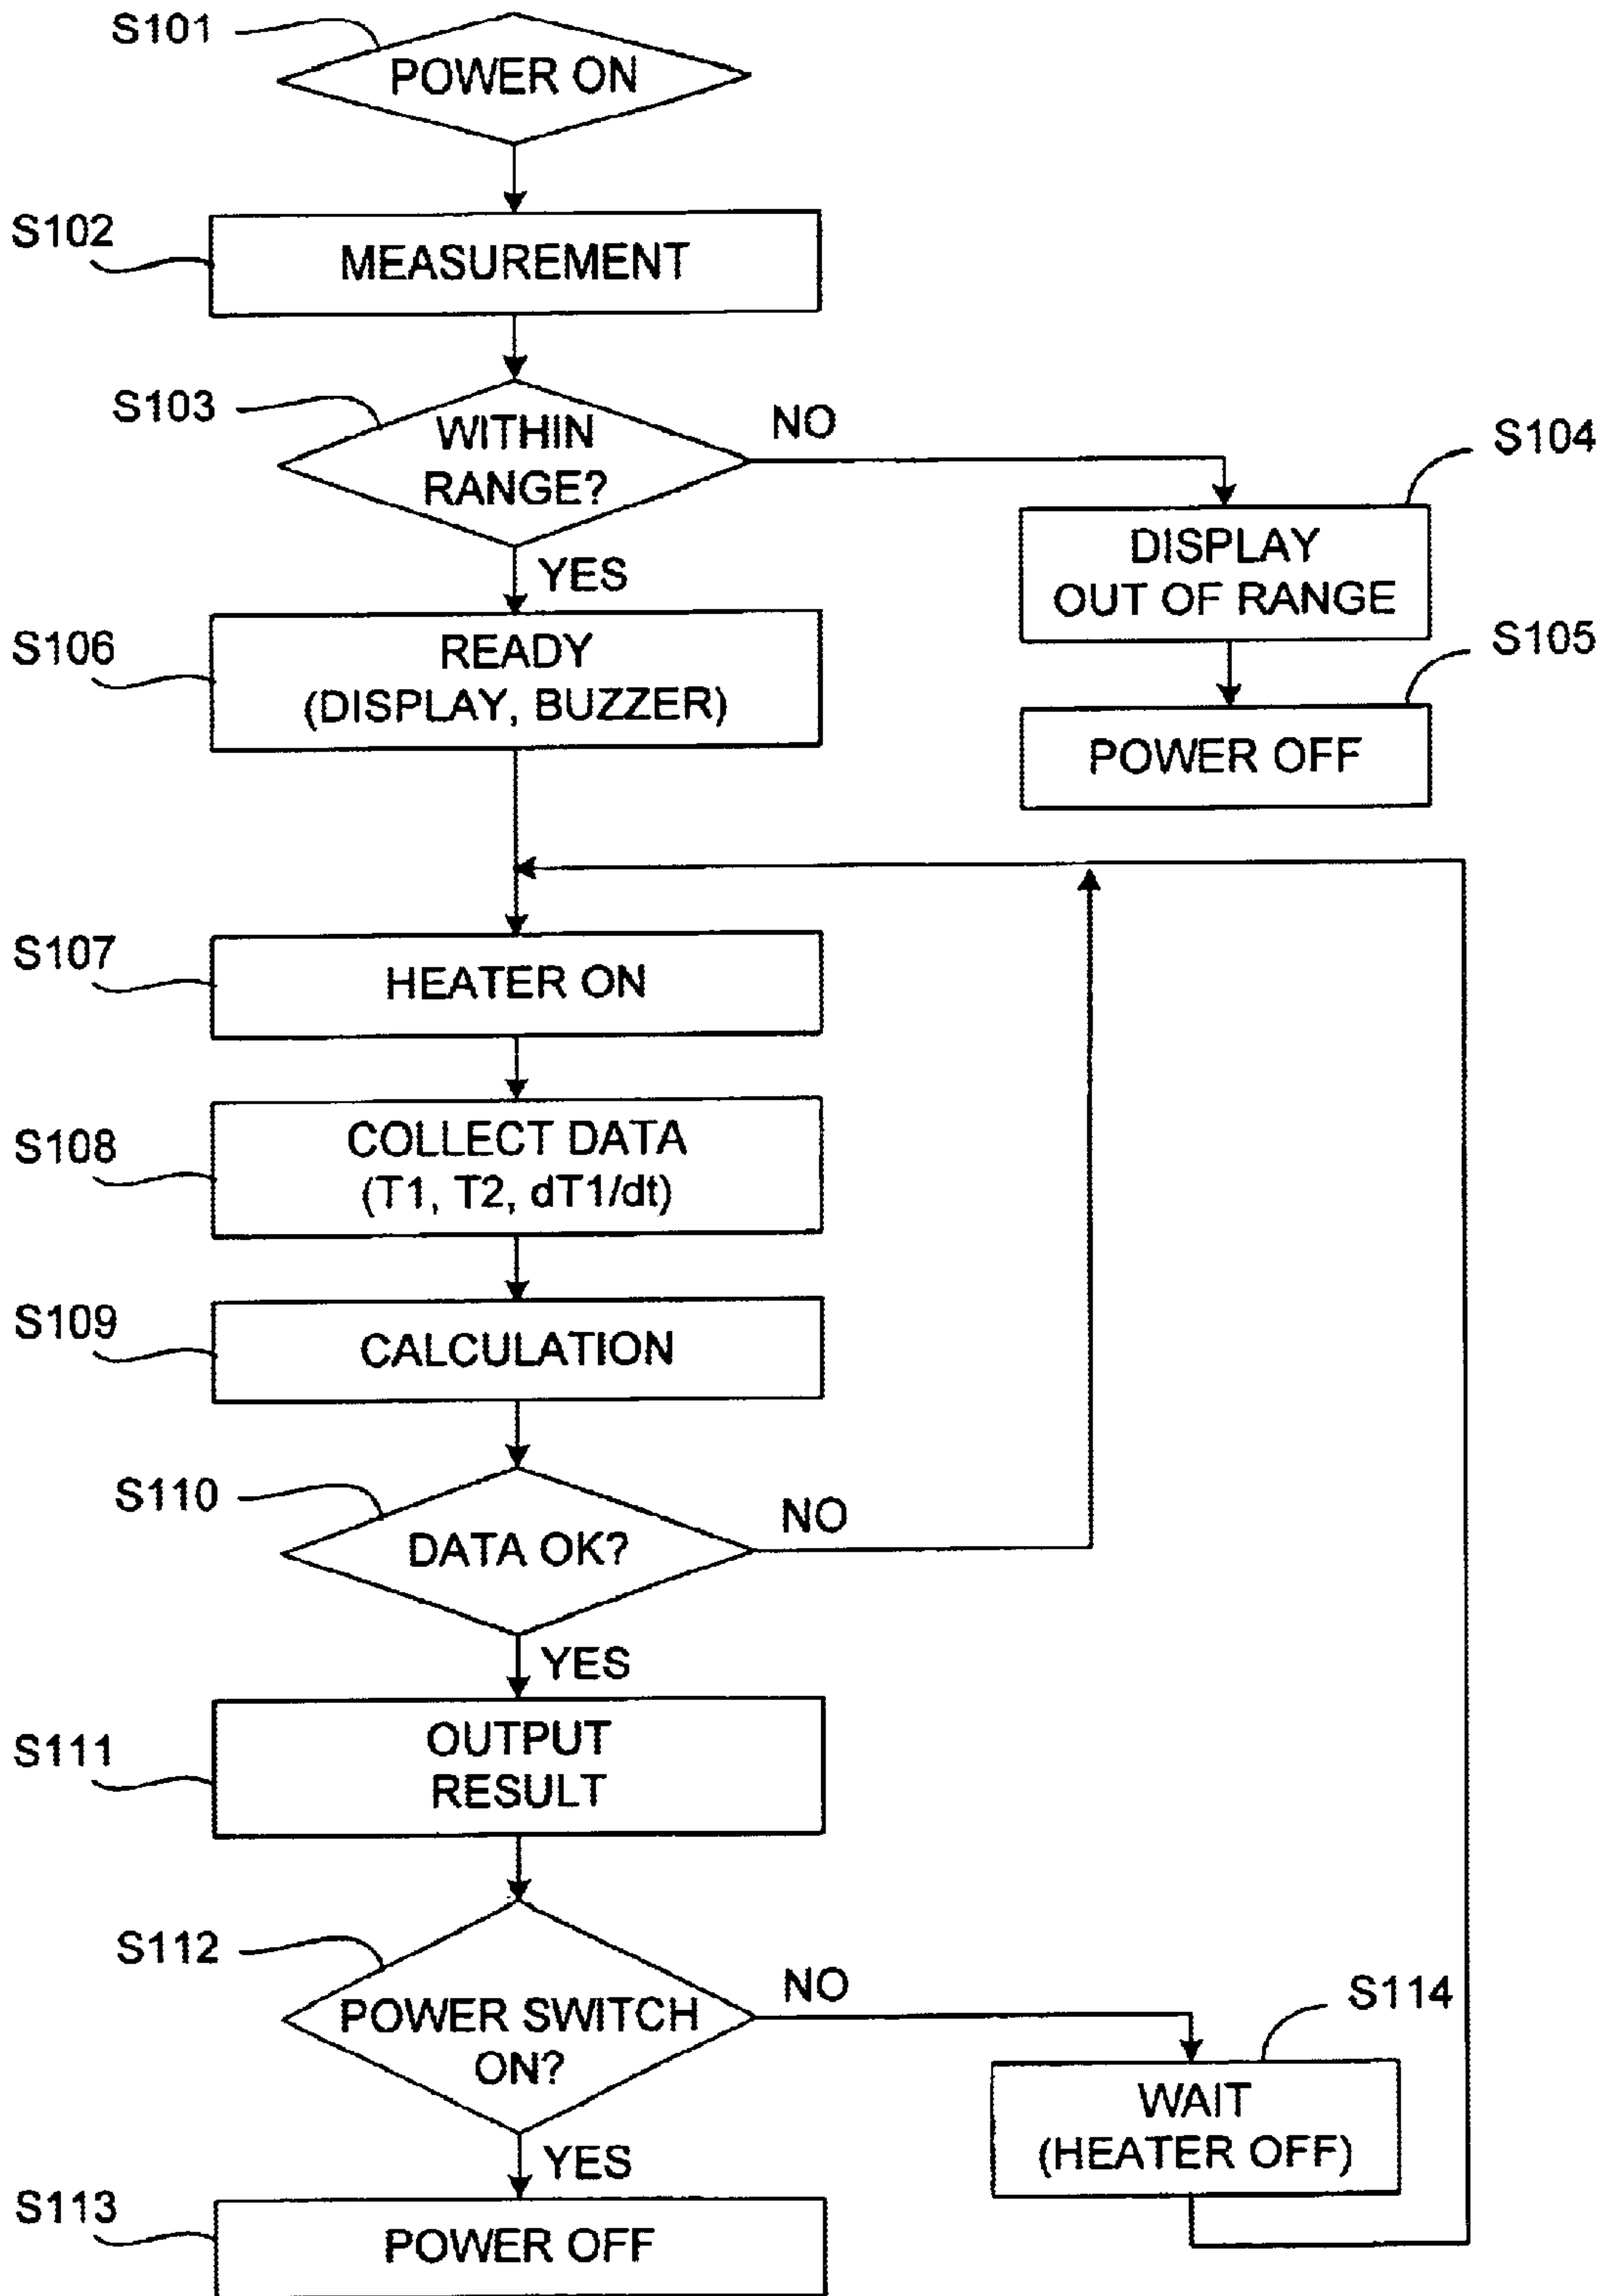 S101
POWER ON
S102
MEASUREMENT
S103
WITHIN
RANGE?
NO
S104
DISPLAY
OUT OF RANGE
YES
S105
POWER OFF
S106
READY
(DISPLAY, BUZZER)
S107
HEATER ON
S108
COLLECT DATA
(T1, T2, dT1/dt)
S109
CALCULATION
S110
DATA OK?
NO
YES
S111
OUTPUT
RESULT
S112
POWER SWITCH
ON?
NO
S114
WAIT
(HEATER OFF)
YES
S113
POWER OFF